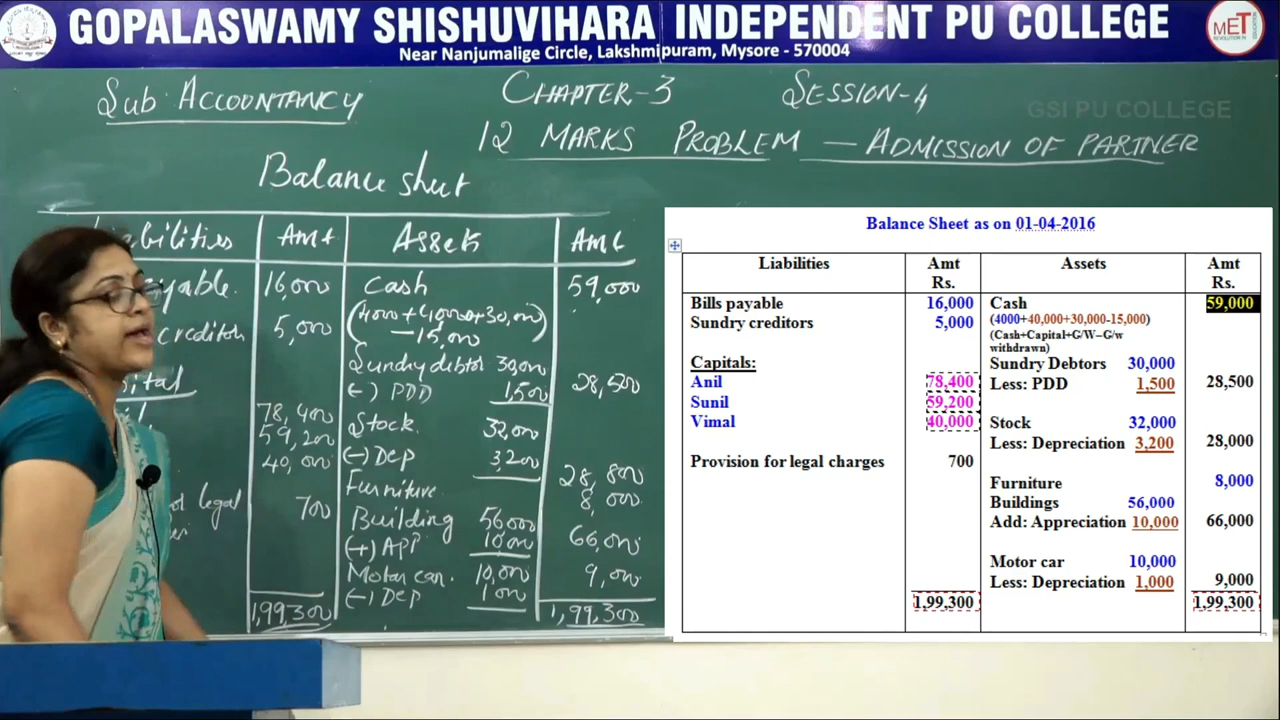 GOPALASWAMY SHISHUVIHARA INDEPENDENT PU COLLEGE
Near Nanjumalige Circle, Lakshmipuram, Mysore - 570004
MET
Sub Accountancy
Chapter-3
Session-4
GSI PU COLLEGE
12 Marks Problem — Admission of Partner
Balance sheet
Amt Assets Amt
16,000 Cash 59,000
5,000 (4000+40,000+30,000)
—15,000
Sundry debtor 30,000
(-) PDD 1,500 28,500
78,400 Stock 32,000
59,200
40,000 (-) Dep 3,200 28,800
Furniture 8,000
legal 700 Building 56000
(+) APP 10,000 66,000
Motor car. 10,000 9,000
(-) Dep 1000
1,99,300 1,99,300
Balance Sheet as on 01-04-2016
Liabilities Amt Rs. Assets Amt Rs.
Bills payable 16,000 Cash 59,000
Sundry creditors 5,000 (4000+40,000+30,000-15,000)
(Cash+Capital+G/W–G/w
withdrawn)
Capitals: Sundry Debtors 30,000
Anil 78,400 Less: PDD 1,500 28,500
Sunil 59,200
Vimal 40,000 Stock 32,000
Less: Depreciation 3,200 28,000
Provision for legal charges 700
Furniture 8,000
Buildings 56,000
Add: Appreciation 10,000 66,000
Motor car 10,000
Less: Depreciation 1,000 9,000
1,99,300 1,99,300